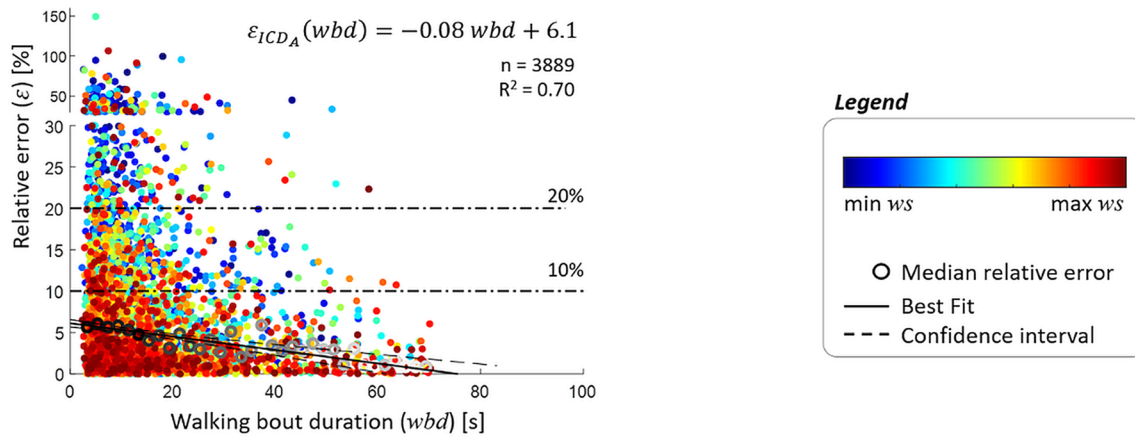 ε_ICD_A(wbd) = −0.08 wbd + 6.1
n = 3889
R² = 0.70
Relative error (ε) [%]
150
100
50
30
25
20
15
10
5
0
20%
10%
0 20 40 60 80 100
Walking bout duration (wbd) [s]
Legend
min ws max ws
Median relative error
Best Fit
Confidence interval